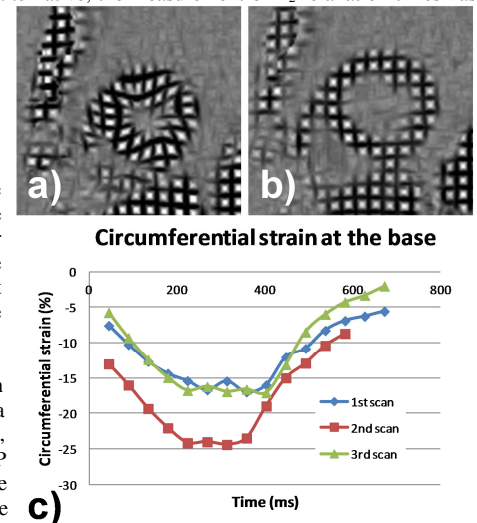 a)
b)
Circumferential strain at the base
0
0
200
400
600
800
-5
-10
-15
-20
-25
-30
Circumferential strain (%)
1st scan
2nd scan
3rd scan
Time (ms)
c)